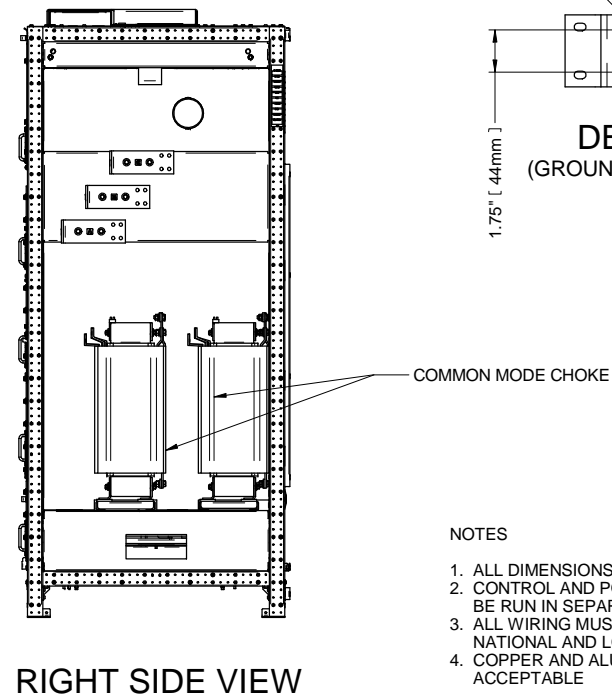 1.75" [ 44mm ]
DE
(GROUN
COMMON MODE CHOKE
NOTES
1. ALL DIMENSIONS
2. CONTROL AND PO
BE RUN IN SEPAR
3. ALL WIRING MUS
NATIONAL AND LO
4. COPPER AND ALU
ACCEPTABLE
RIGHT SIDE VIEW